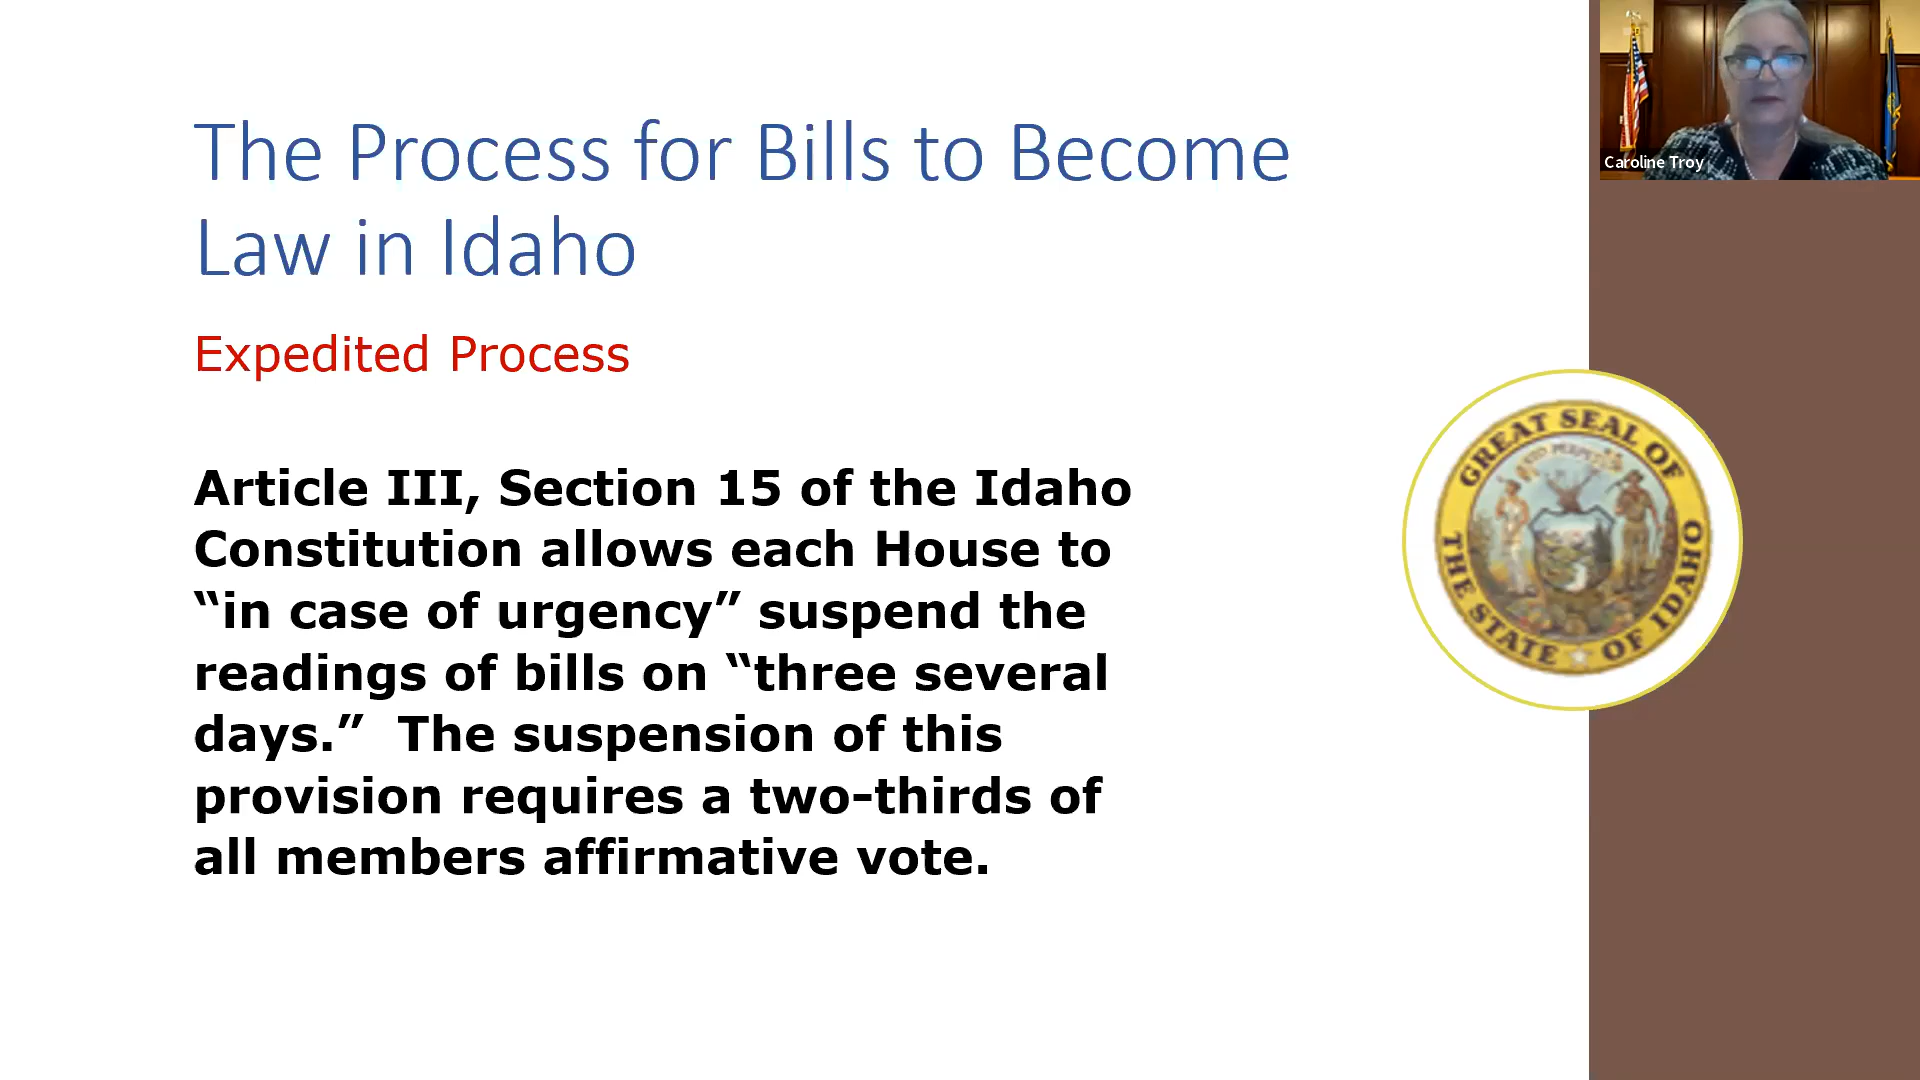 The Process for Bills to Become
Law in Idaho
Expedited Process
Article III, Section 15 of the Idaho
Constitution allows each House to
“in case of urgency” suspend the
readings of bills on “three several
days.”  The suspension of this
provision requires a two-thirds of
all members affirmative vote.
Caroline Troy
GREAT SEAL OF
THE STATE OF IDAHO